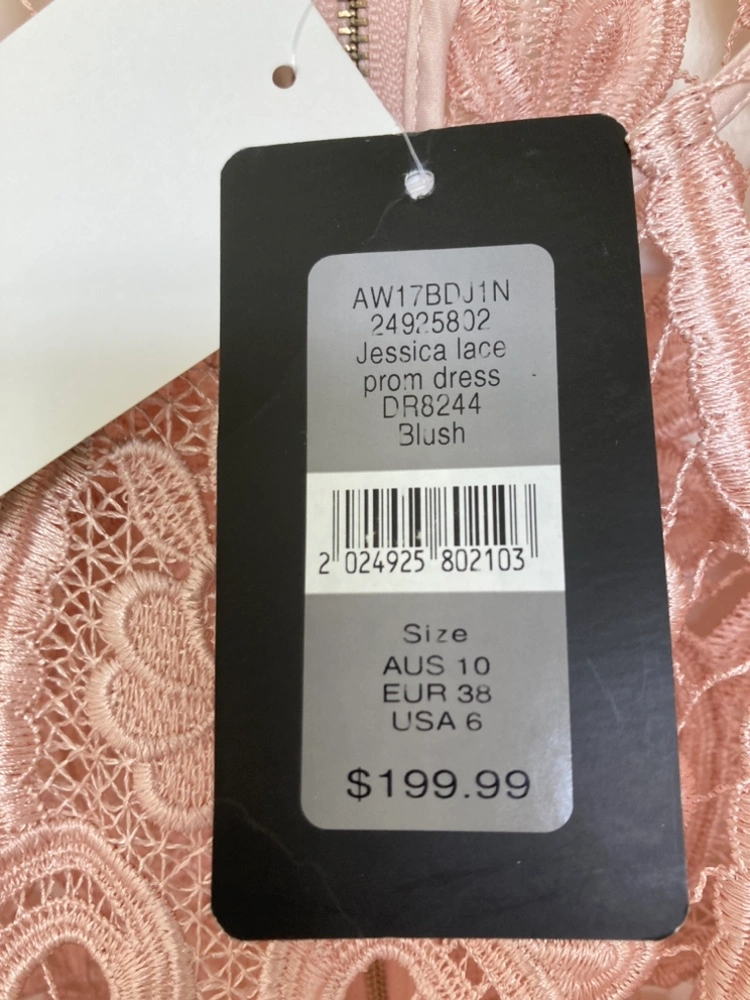 AW17BDJ1N
24925802
Jessica lace
prom dress
DR8244
Blush
2 024925 802103
Size
AUS 10
EUR 38
USA 6
$199.99